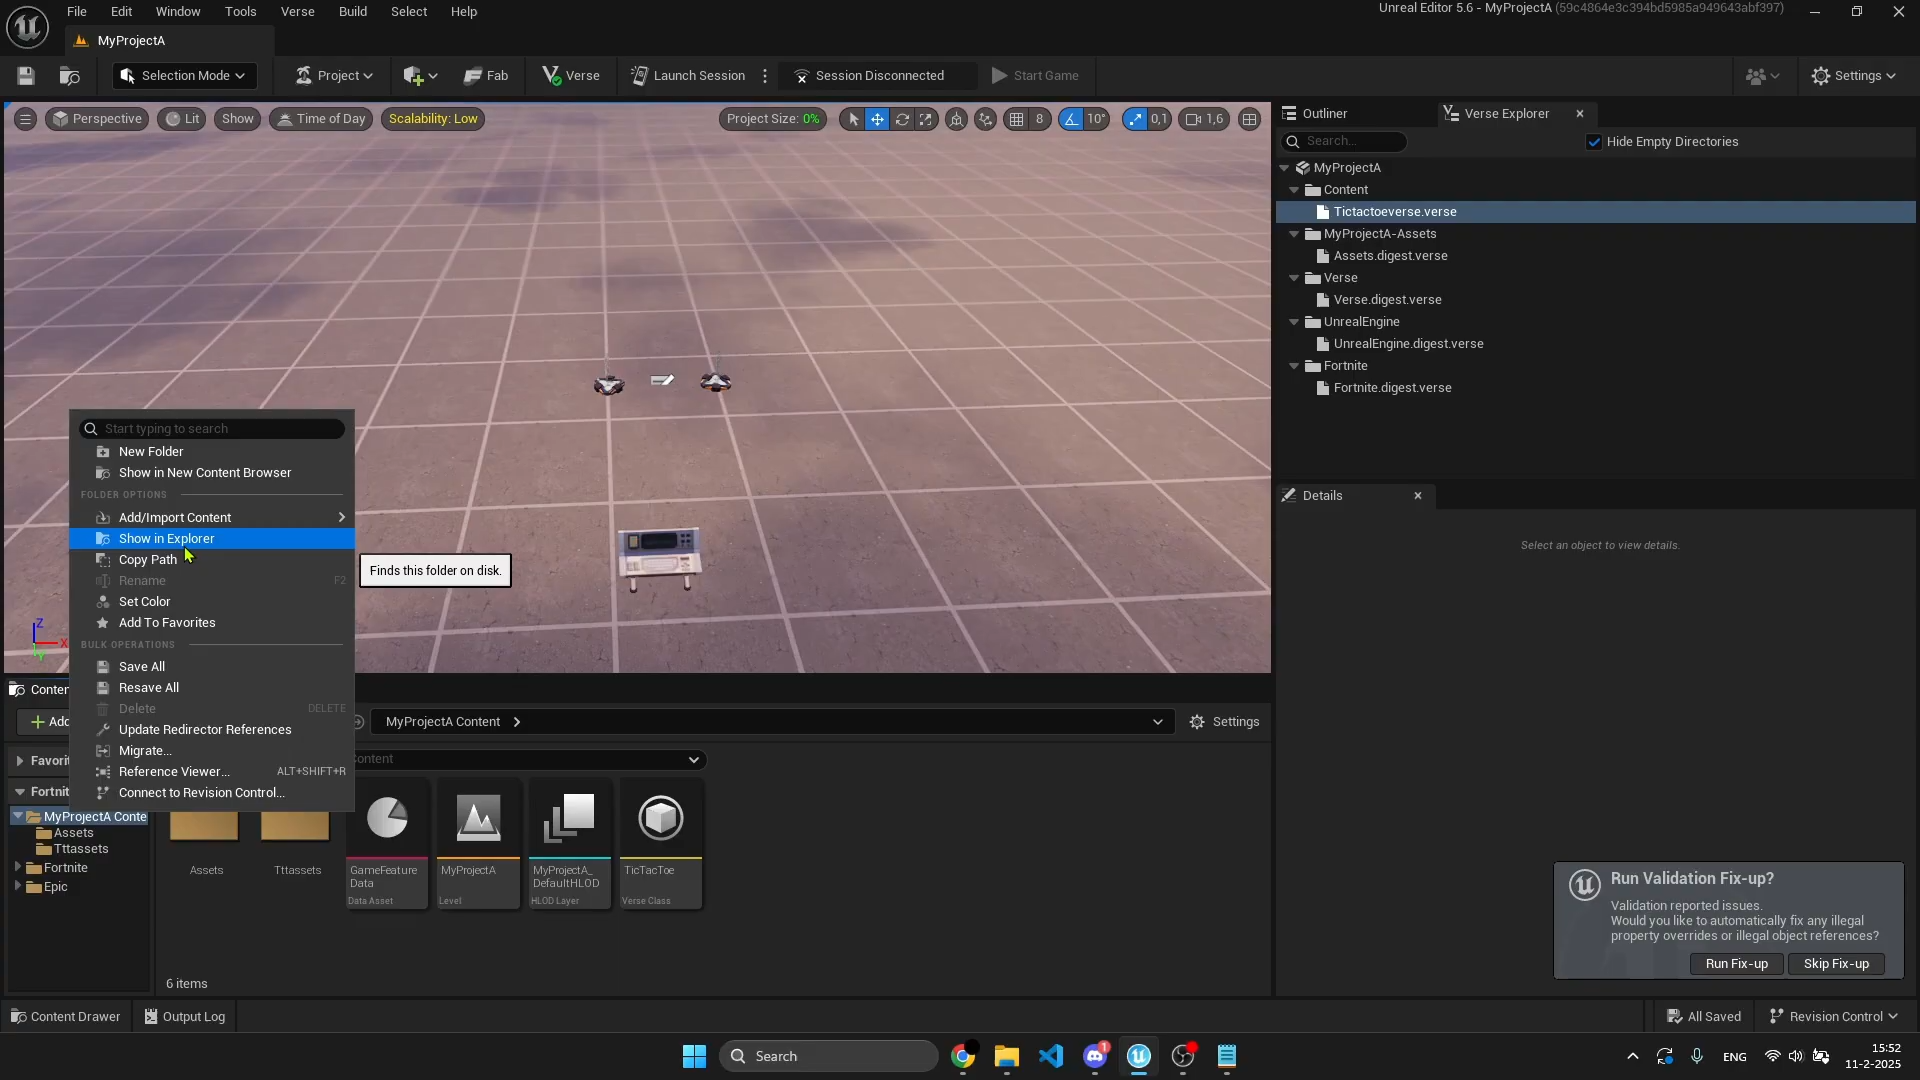 File Edit Window Tools Verse Build Select Help
Unreal Editor 5.6 - MyProjectA (59c4864e3c394bd5985a949643abf397)
MyProjectA
Selection Mode
Project
Fab
Verse
Launch Session
Session Disconnected
Start Game
Settings
Perspective
Lit
Show
Time of Day
Scalability: Low
Project Size: 0%
8
10°
0,1
1,6
Outliner
Verse Explorer
Search...
Hide Empty Directories
MyProjectA
Content
Tictactoeverse.verse
MyProjectA-Assets
Assets.digest.verse
Verse
Verse.digest.verse
UnrealEngine
UnrealEngine.digest.verse
Fortnite
Fortnite.digest.verse
Start typing to search
New Folder
Show in New Content Browser
FOLDER OPTIONS
Add/Import Content
Show in Explorer
Copy Path
Rename F2
Set Color
Add To Favorites
BULK OPERATIONS
Save All
Resave All
Delete DELETE
Update Redirector References
Migrate...
Reference Viewer... ALT+SHIFT+R
Connect to Revision Control...
Finds this folder on disk.
Z
X
Y
Details
Select an object to view details.
Conten
Add
MyProjectA Content
Settings
Favorit
ontent
Fortnit
MyProjectA Conte
Assets
Tttassets
Fortnite
Epic
Assets
Tttassets
GameFeature
Data
Data Asset
MyProjectA
Level
MyProjectA_
DefaultHLOD
HLOD Layer
TicTacToe
Verse Class
6 items
Run Validation Fix-up?
Validation reported issues.
Would you like to automatically fix any illegal
property overrides or illegal object references?
Run Fix-up
Skip Fix-up
Content Drawer
Output Log
All Saved
Revision Control
Search
1
ENG
15:52
11-2-2025